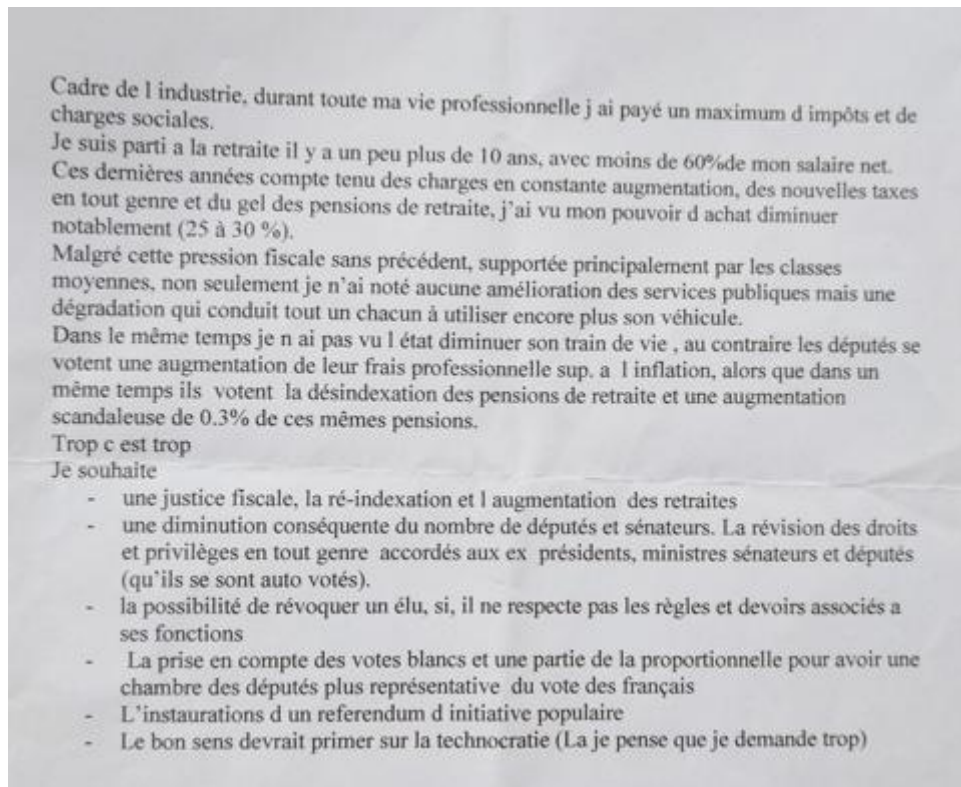 Cadre de l industrie, durant toute ma vie professionnelle j ai payé un maximum d impôts et de
charges sociales.
Je suis parti a la retraite il y a un peu plus de 10 ans, avec moins de 60%de mon salaire net.
Ces dernières années compte tenu des charges en constante augmentation, des nouvelles taxes
en tout genre et du gel des pensions de retraite, j'ai vu mon pouvoir d achat diminuer
notablement (25 à 30 %).
Malgré cette pression fiscale sans précédent, supportée principalement par les classes
moyennes, non seulement je n'ai noté aucune amélioration des services publiques mais une
dégradation qui conduit tout un chacun à utiliser encore plus son véhicule.
Dans le même temps je n ai pas vu l état diminuer son train de vie , au contraire les députés se
votent une augmentation de leur frais professionnelle sup. a l inflation, alors que dans un
même temps ils votent la désindexation des pensions de retraite et une augmentation
scandaleuse de 0.3% de ces mêmes pensions.
Trop c est trop
Je souhaite
- une justice fiscale, la ré-indexation et l augmentation des retraites
- une diminution conséquente du nombre de députés et sénateurs. La révision des droits
et privilèges en tout genre accordés aux ex présidents, ministres sénateurs et députés
(qu'ils se sont auto votés).
- la possibilité de révoquer un élu, si, il ne respecte pas les règles et devoirs associés a
ses fonctions
- La prise en compte des votes blancs et une partie de la proportionnelle pour avoir une
chambre des députés plus représentative du vote des français
- L'instaurations d un referendum d initiative populaire
- Le bon sens devrait primer sur la technocratie (La je pense que je demande trop)